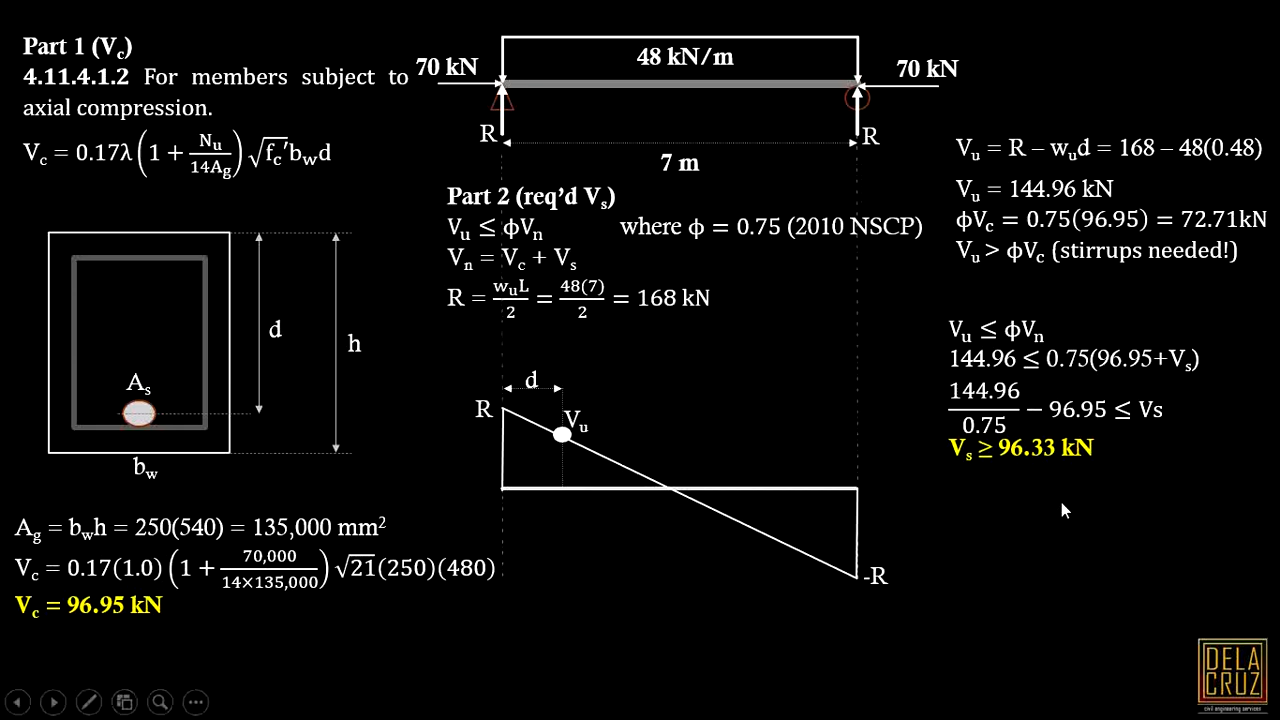 Part 1 (Vc)
4.11.4.1.2 For members subject to
axial compression.
Vc = 0.17λ(1 + Nu/14Ag)√fc′bwd
d
h
As
bw
Ag = bwh = 250(540) = 135,000 mm²
Vc = 0.17(1.0)(1 + 70,000/14×135,000)√21(250)(480)
Vc = 96.95 kN
48 kN/m
70 kN
70 kN
R
R
7 m
Part 2 (req'd Vs)
Vu ≤ ϕVn where ϕ = 0.75 (2010 NSCP)
Vn = Vc + Vs
R = wuL/2 = 48(7)/2 = 168 kN
d
R
Vu
-R
Vu = R – wud = 168 – 48(0.48)
Vu = 144.96 kN
ϕVc = 0.75(96.95) = 72.71kN
Vu > ϕVc (stirrups needed!)
Vu ≤ ϕVn
144.96 ≤ 0.75(96.95+Vs)
144.96/0.75 − 96.95 ≤ Vs
Vs ≥ 96.33 kN
DELA
CRUZ
civil engineering services